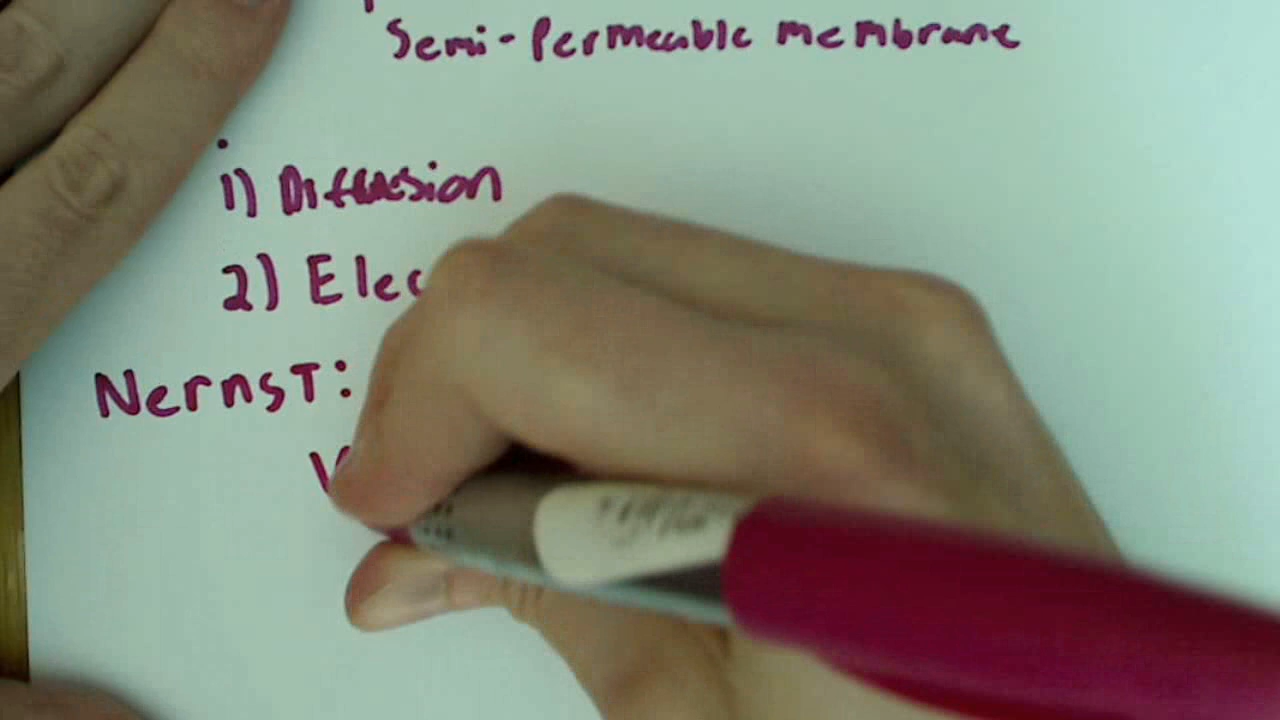 Semi-Permeable membrane
1) Diffusion
2) Elec
Nernst:
V